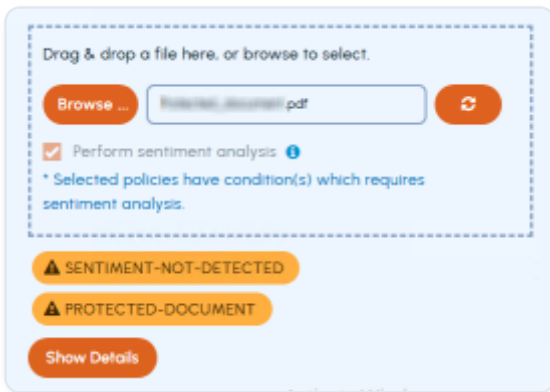 Drag & drop a file here, or browse to select.
Browse ... .pdf
Perform sentiment analysis
* Selected policies have condition(s) which requires
sentiment analysis.
SENTIMENT-NOT-DETECTED
PROTECTED-DOCUMENT
Show Details